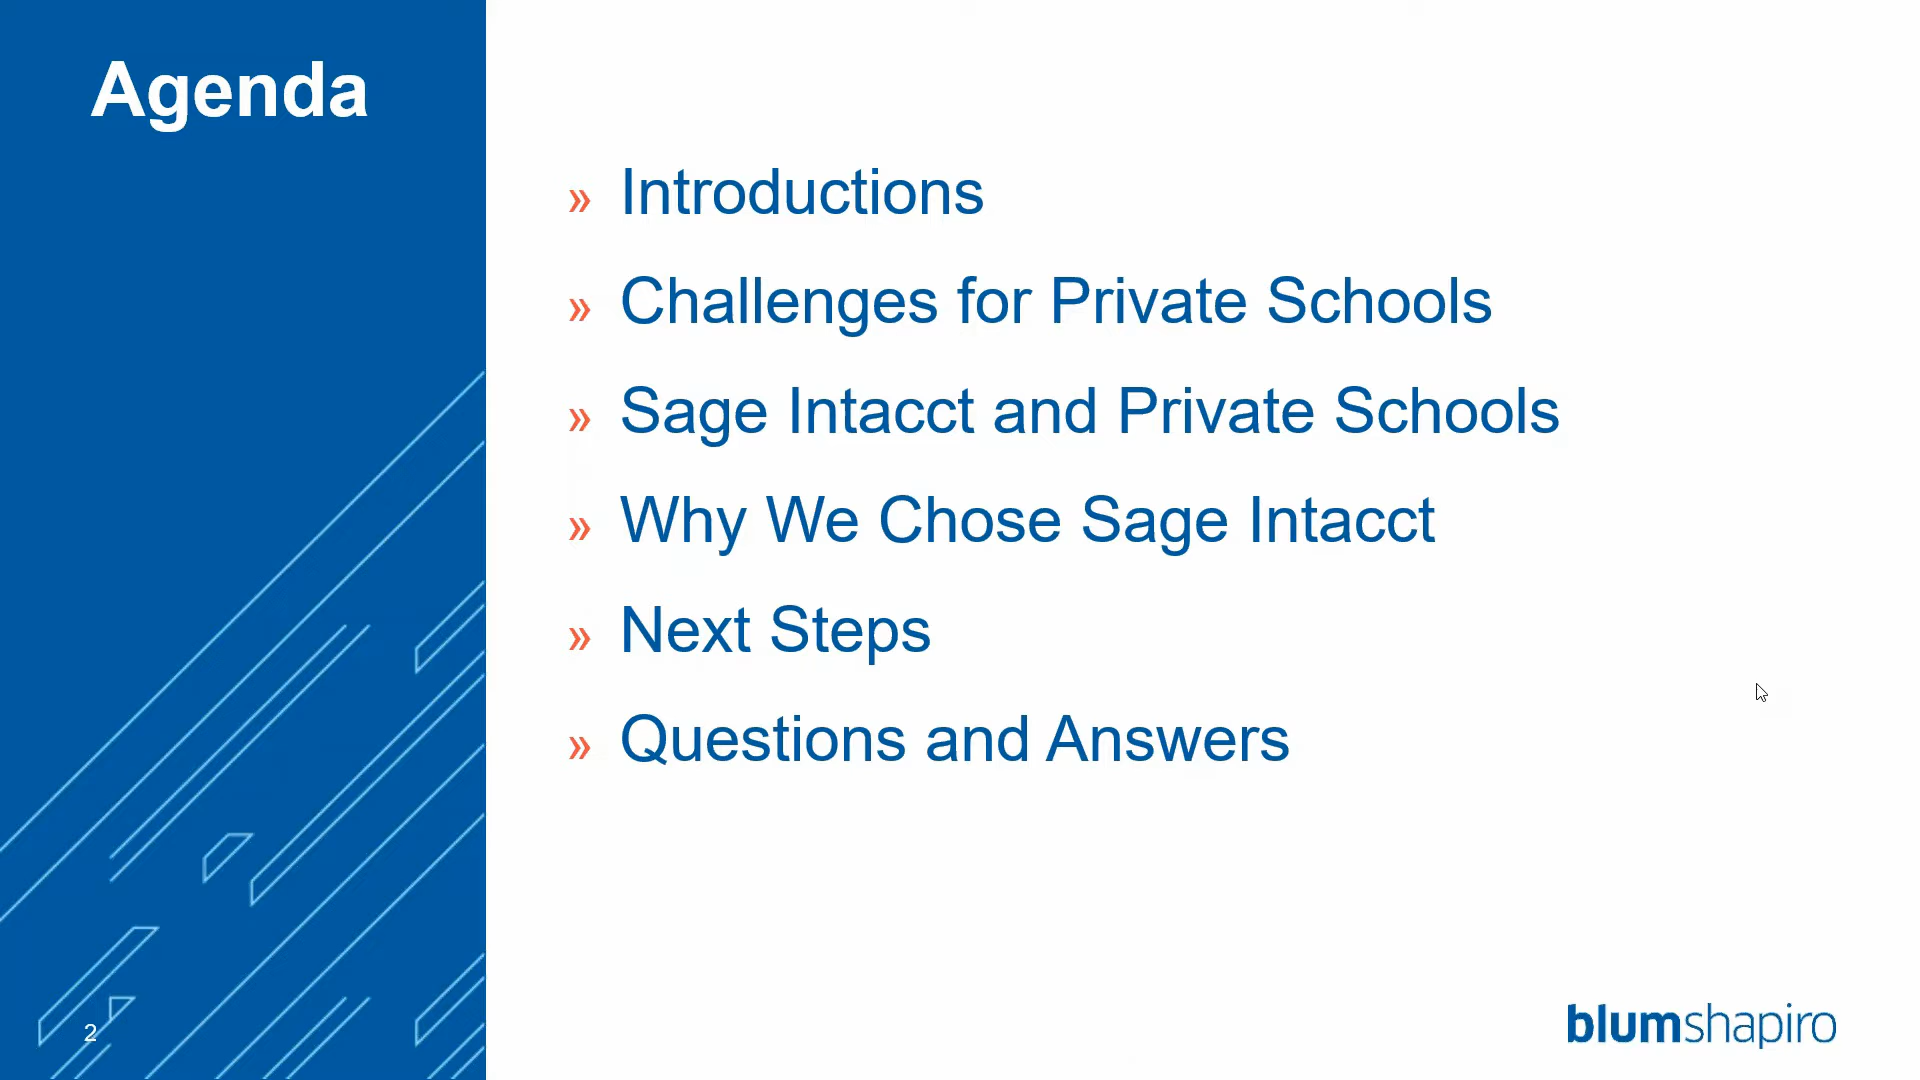 Agenda
» Introductions
» Challenges for Private Schools
» Sage Intacct and Private Schools
» Why We Chose Sage Intacct
» Next Steps
» Questions and Answers
2
blumshapiro